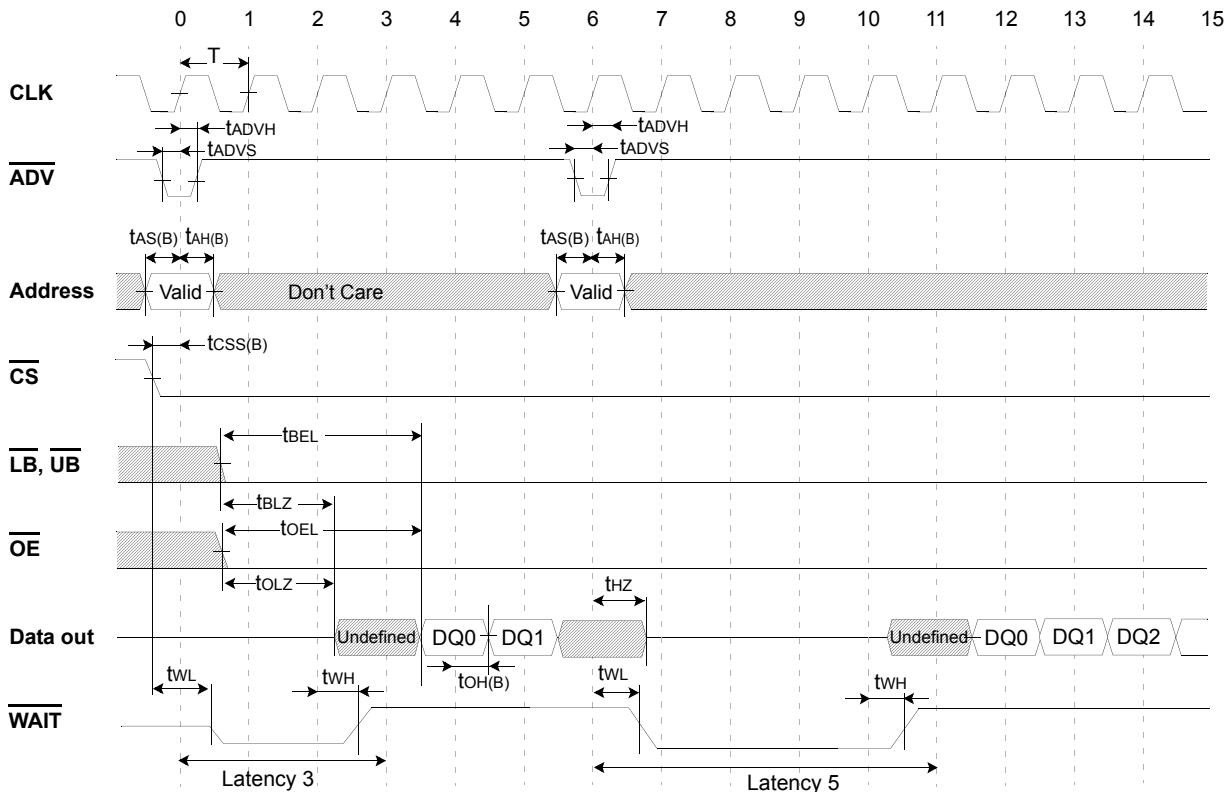 0 1 2 3 4 5 6 7 8 9 10 11 12 13 14 15
T
CLK
tADVH tADVH
tADVS tADVS
ADV
tAS(B) tAH(B) tAS(B) tAH(B)
Address Valid Don't Care Valid
tCSS(B)
CS
tBEL
LB, UB
tBLZ
tOEL
OE
tOLZ tHZ
Data out Undefined DQ0 DQ1 Undefined DQ0 DQ1 DQ2
tWL tWH tOH(B) tWL tWH
WAIT
Latency 3 Latency 5